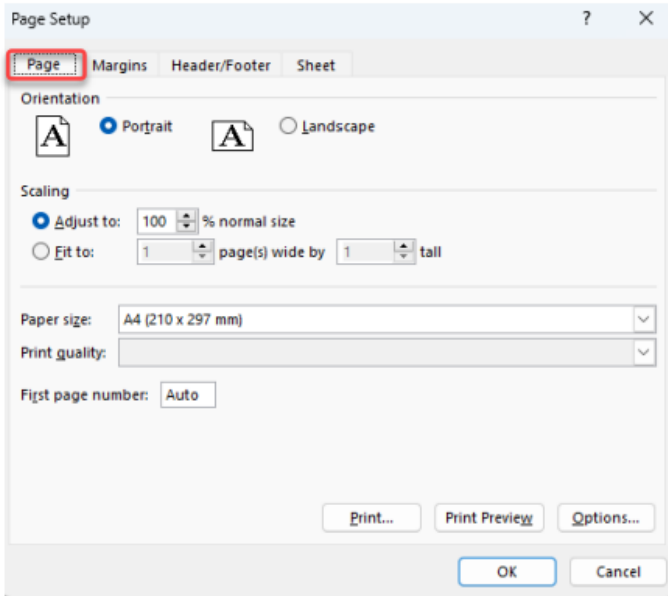 Page Setup ? ×
Page Margins Header/Footer Sheet
Orientation
A Portrait A Landscape
Scaling
Adjust to: 100 % normal size
Fit to: 1 page(s) wide by 1 tall
Paper size: A4 (210 x 297 mm)
Print quality:
First page number: Auto
Print... Print Preview Options...
OK Cancel